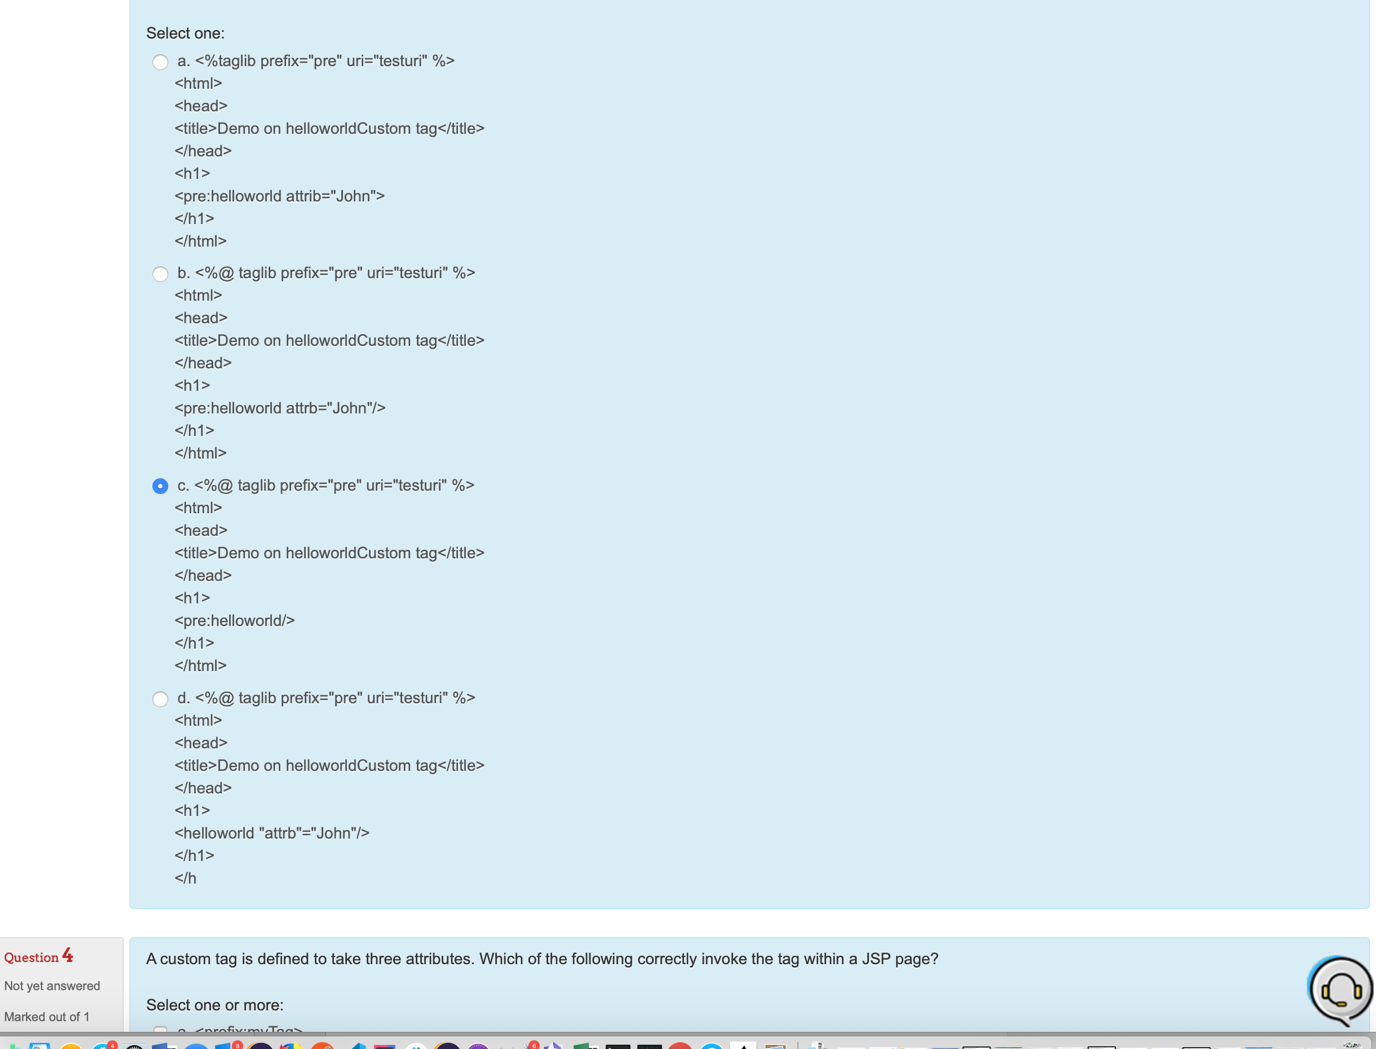 Select one:
a. <%taglib prefix="pre" uri="testuri" %>
<html>
<head>
<title>Demo on helloworldCustom tag</title>
</head>
<h1>
<pre:helloworld attrib="John">
</h1>
</html>
b. <%@ taglib prefix="pre" uri="testuri" %>
<html>
<head>
<title>Demo on helloworldCustom tag</title>
</head>
<h1>
<pre:helloworld attrb="John"/>
</h1>
</html>
c. <%@ taglib prefix="pre" uri="testuri" %>
<html>
<head>
<title>Demo on helloworldCustom tag</title>
</head>
<h1>
<pre:helloworld/>
</h1>
</html>
d. <%@ taglib prefix="pre" uri="testuri" %>
<html>
<head>
<title>Demo on helloworldCustom tag</title>
</head>
<h1>
<helloworld "attrb"="John"/>
</h1>
</h
Question 4
Not yet answered
Marked out of 1
A custom tag is defined to take three attributes. Which of the following correctly invoke the tag within a JSP page?
Select one or more:
a. <prefix:myTag>